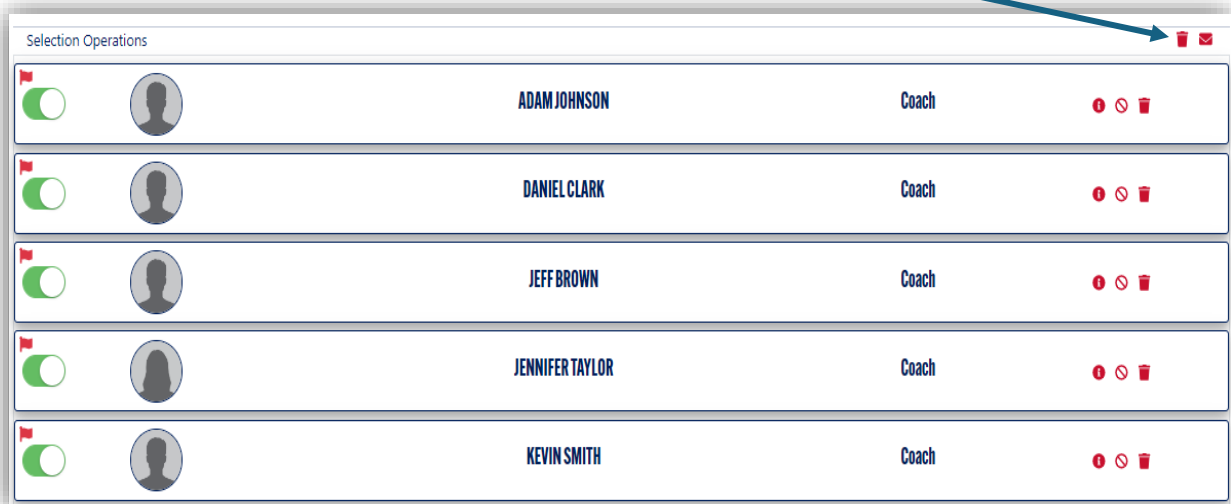 Selection Operations
ADAM JOHNSON Coach
DANIEL CLARK Coach
JEFF BROWN Coach
JENNIFER TAYLOR Coach
KEVIN SMITH Coach